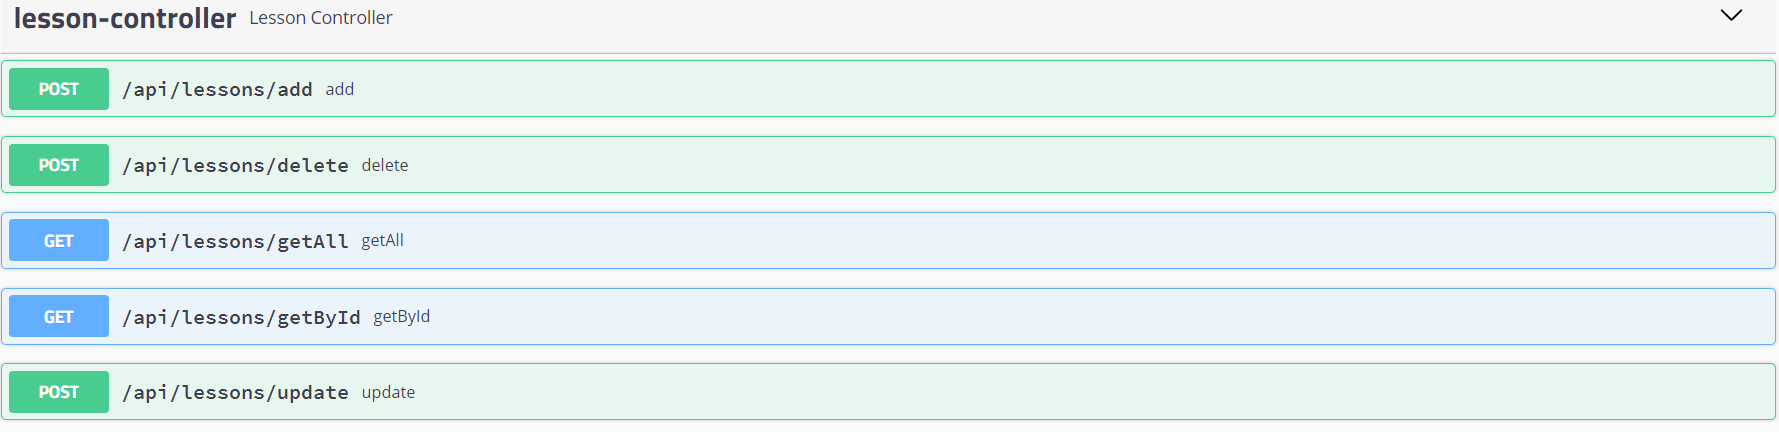 lesson-controller Lesson Controller
POST /api/lessons/add add
POST /api/lessons/delete delete
GET /api/lessons/getAll getAll
GET /api/lessons/getById getById
POST /api/lessons/update update